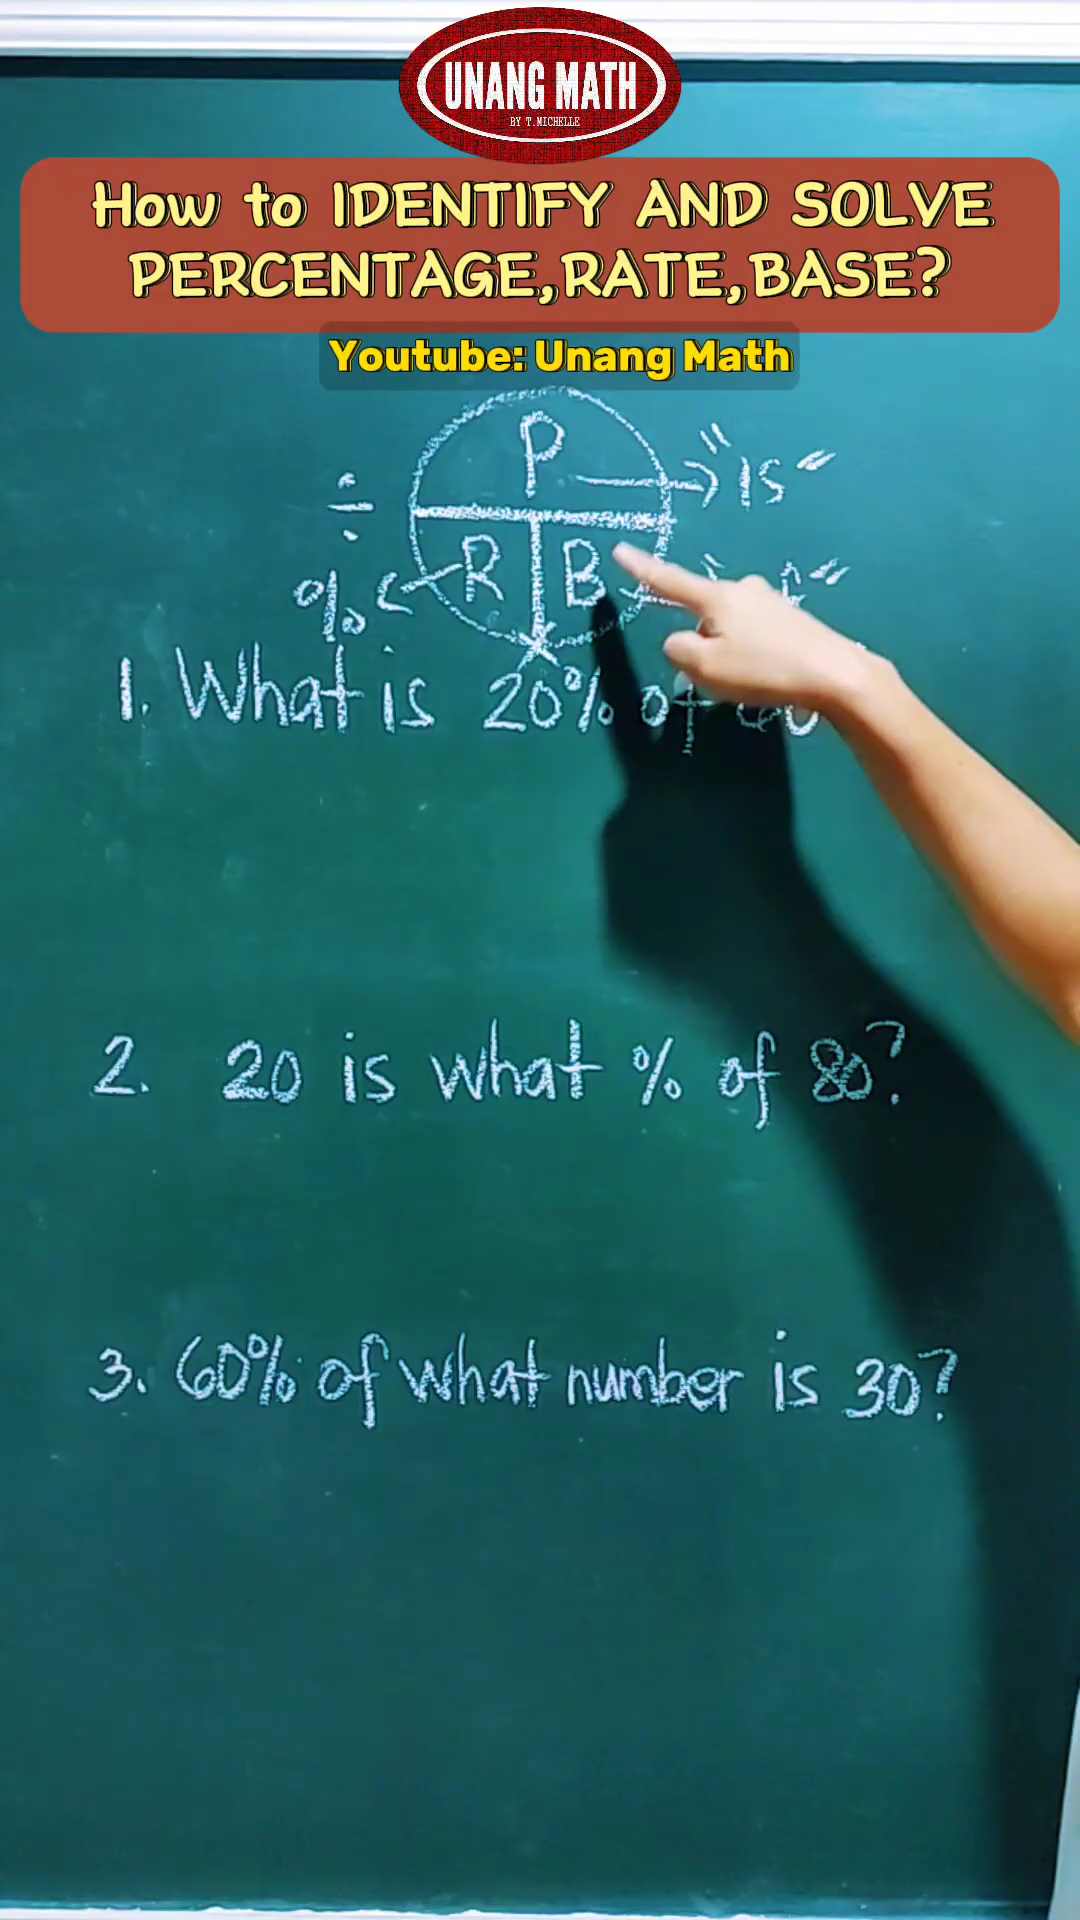 UNANG MATH
BY T.MICHELLE
How to IDENTIFY AND SOLVE
PERCENTAGE,RATE,BASE?
Youtube: Unang Math
P → "is"
÷
% R B
×
1. What is 20% of
2. 20 is what % of 80?
3. 60% of what number is 30?